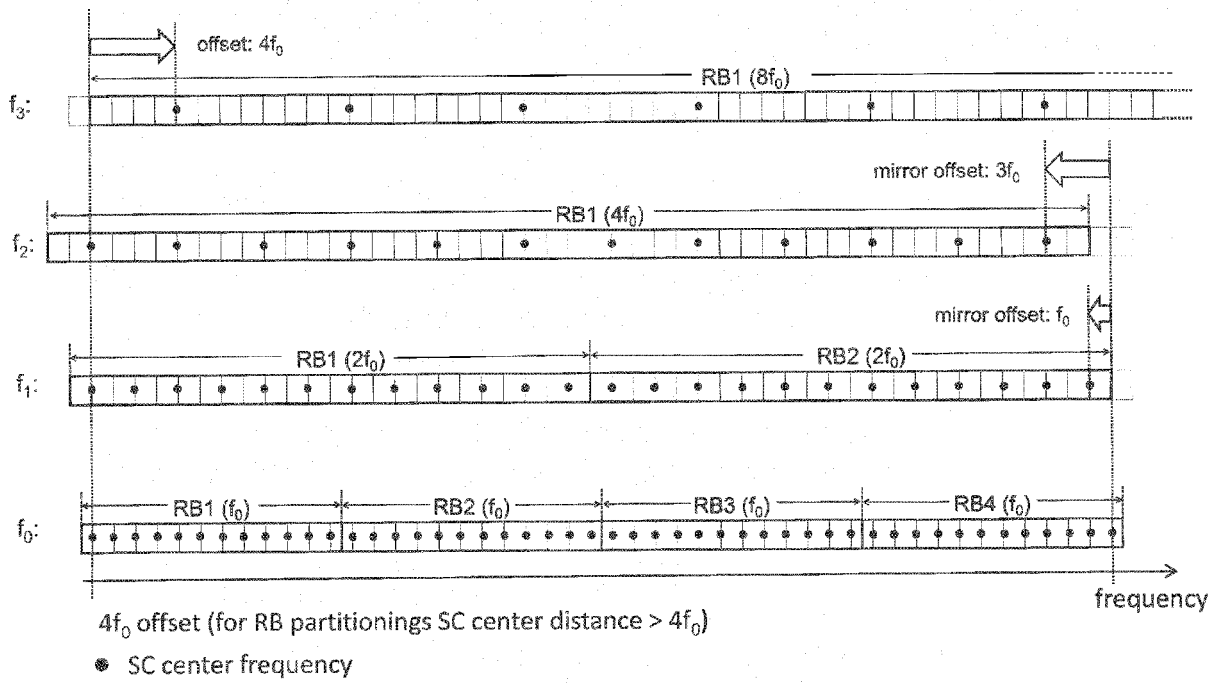 offset: 4f₀
RB1 (8f₀)
f₃:
mirror offset: 3f₀
RB1 (4f₀)
f₂:
mirror offset: f₀
RB1 (2f₀) RB2 (2f₀)
f₁:
RB1 (f₀) RB2 (f₀) RB3 (f₀) RB4 (f₀)
f₀:
frequency
4f₀ offset (for RB partitionings SC center distance > 4f₀)
SC center frequency